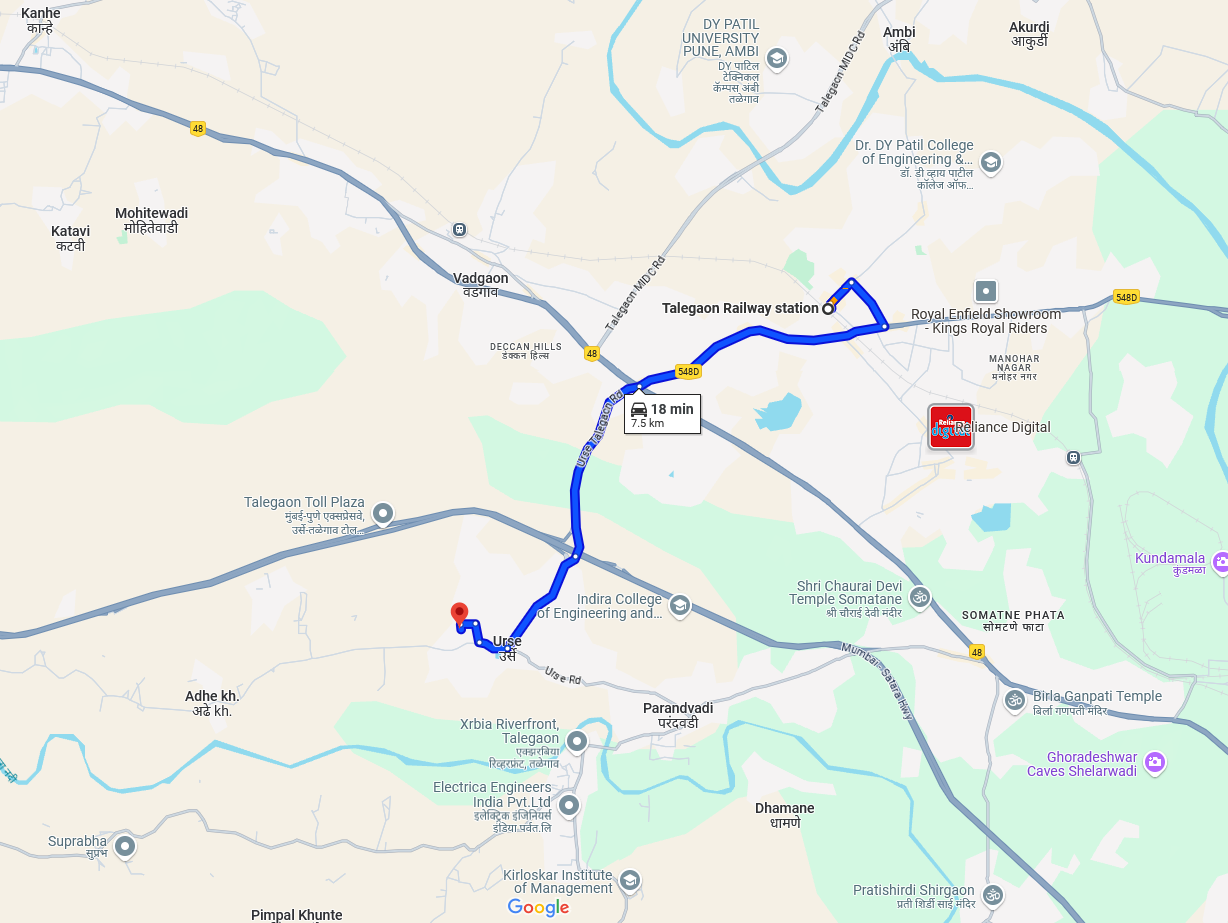 Kanhe
कान्हे
DY PATIL
UNIVERSITY
PUNE, AMBI
DY पाटिल
टेक्निकल
कॅम्पस अंबी
तळेगाव
Talegaon MIDC Rd
Ambi
अंबि
Akurdi
आकुर्डी
48
Dr. DY Patil College
of Engineering &...
डॉ. डी व्हाय पाटील
कॉलेज ऑफ...
Mohitewadi
मोहितेवाडी
Katavi
कटवी
Vadgaon
वडगाव
Talegaon MIDC Rd
Talegaon Railway station
548D
Royal Enfield Showroom
- Kings Royal Riders
DECCAN HILLS
डेक्कन हिल्स
48
548D
MANOHAR
NAGAR
मनोहर नगर
18 min
7.5 km
Urse Talegaon Rd
Reliance
digital
Reliance Digital
Talegaon Toll Plaza
मुंबई-पुणे एक्सप्रेसवे,
उर्से-तळेगाव टोल...
Kundamala
कुंडमळा
Indira College
of Engineering and...
Shri Chaurai Devi
Temple Somatane
श्री चौराई देवी मंदीर
SOMATNE PHATA
सोमटणे फाटा
Urse
उर्से
48
Mumbai - Satara Hwy
Urse Rd
Adhe kh.
अढे kh.
Parandvadi
परंदवडी
Birla Ganpati Temple
बिर्ला गणपती मंदिर
Xrbia Riverfront,
Talegaon
एक्झरबिया
रिव्हरफ्रंट, तळेगाव
Ghoradeshwar
Caves Shelarwadi
Electrica Engineers
India Pvt.Ltd
इलेक्ट्रिक इंजिनियर्स
इंडिया प्वंत.लि
Dhamane
धामणे
Suprabha
सुप्रभ
Kirloskar Institute
of Management
Pratishirdi Shirgaon
प्रती शिर्डी साई मंदिर
Google
Pimpal Khunte